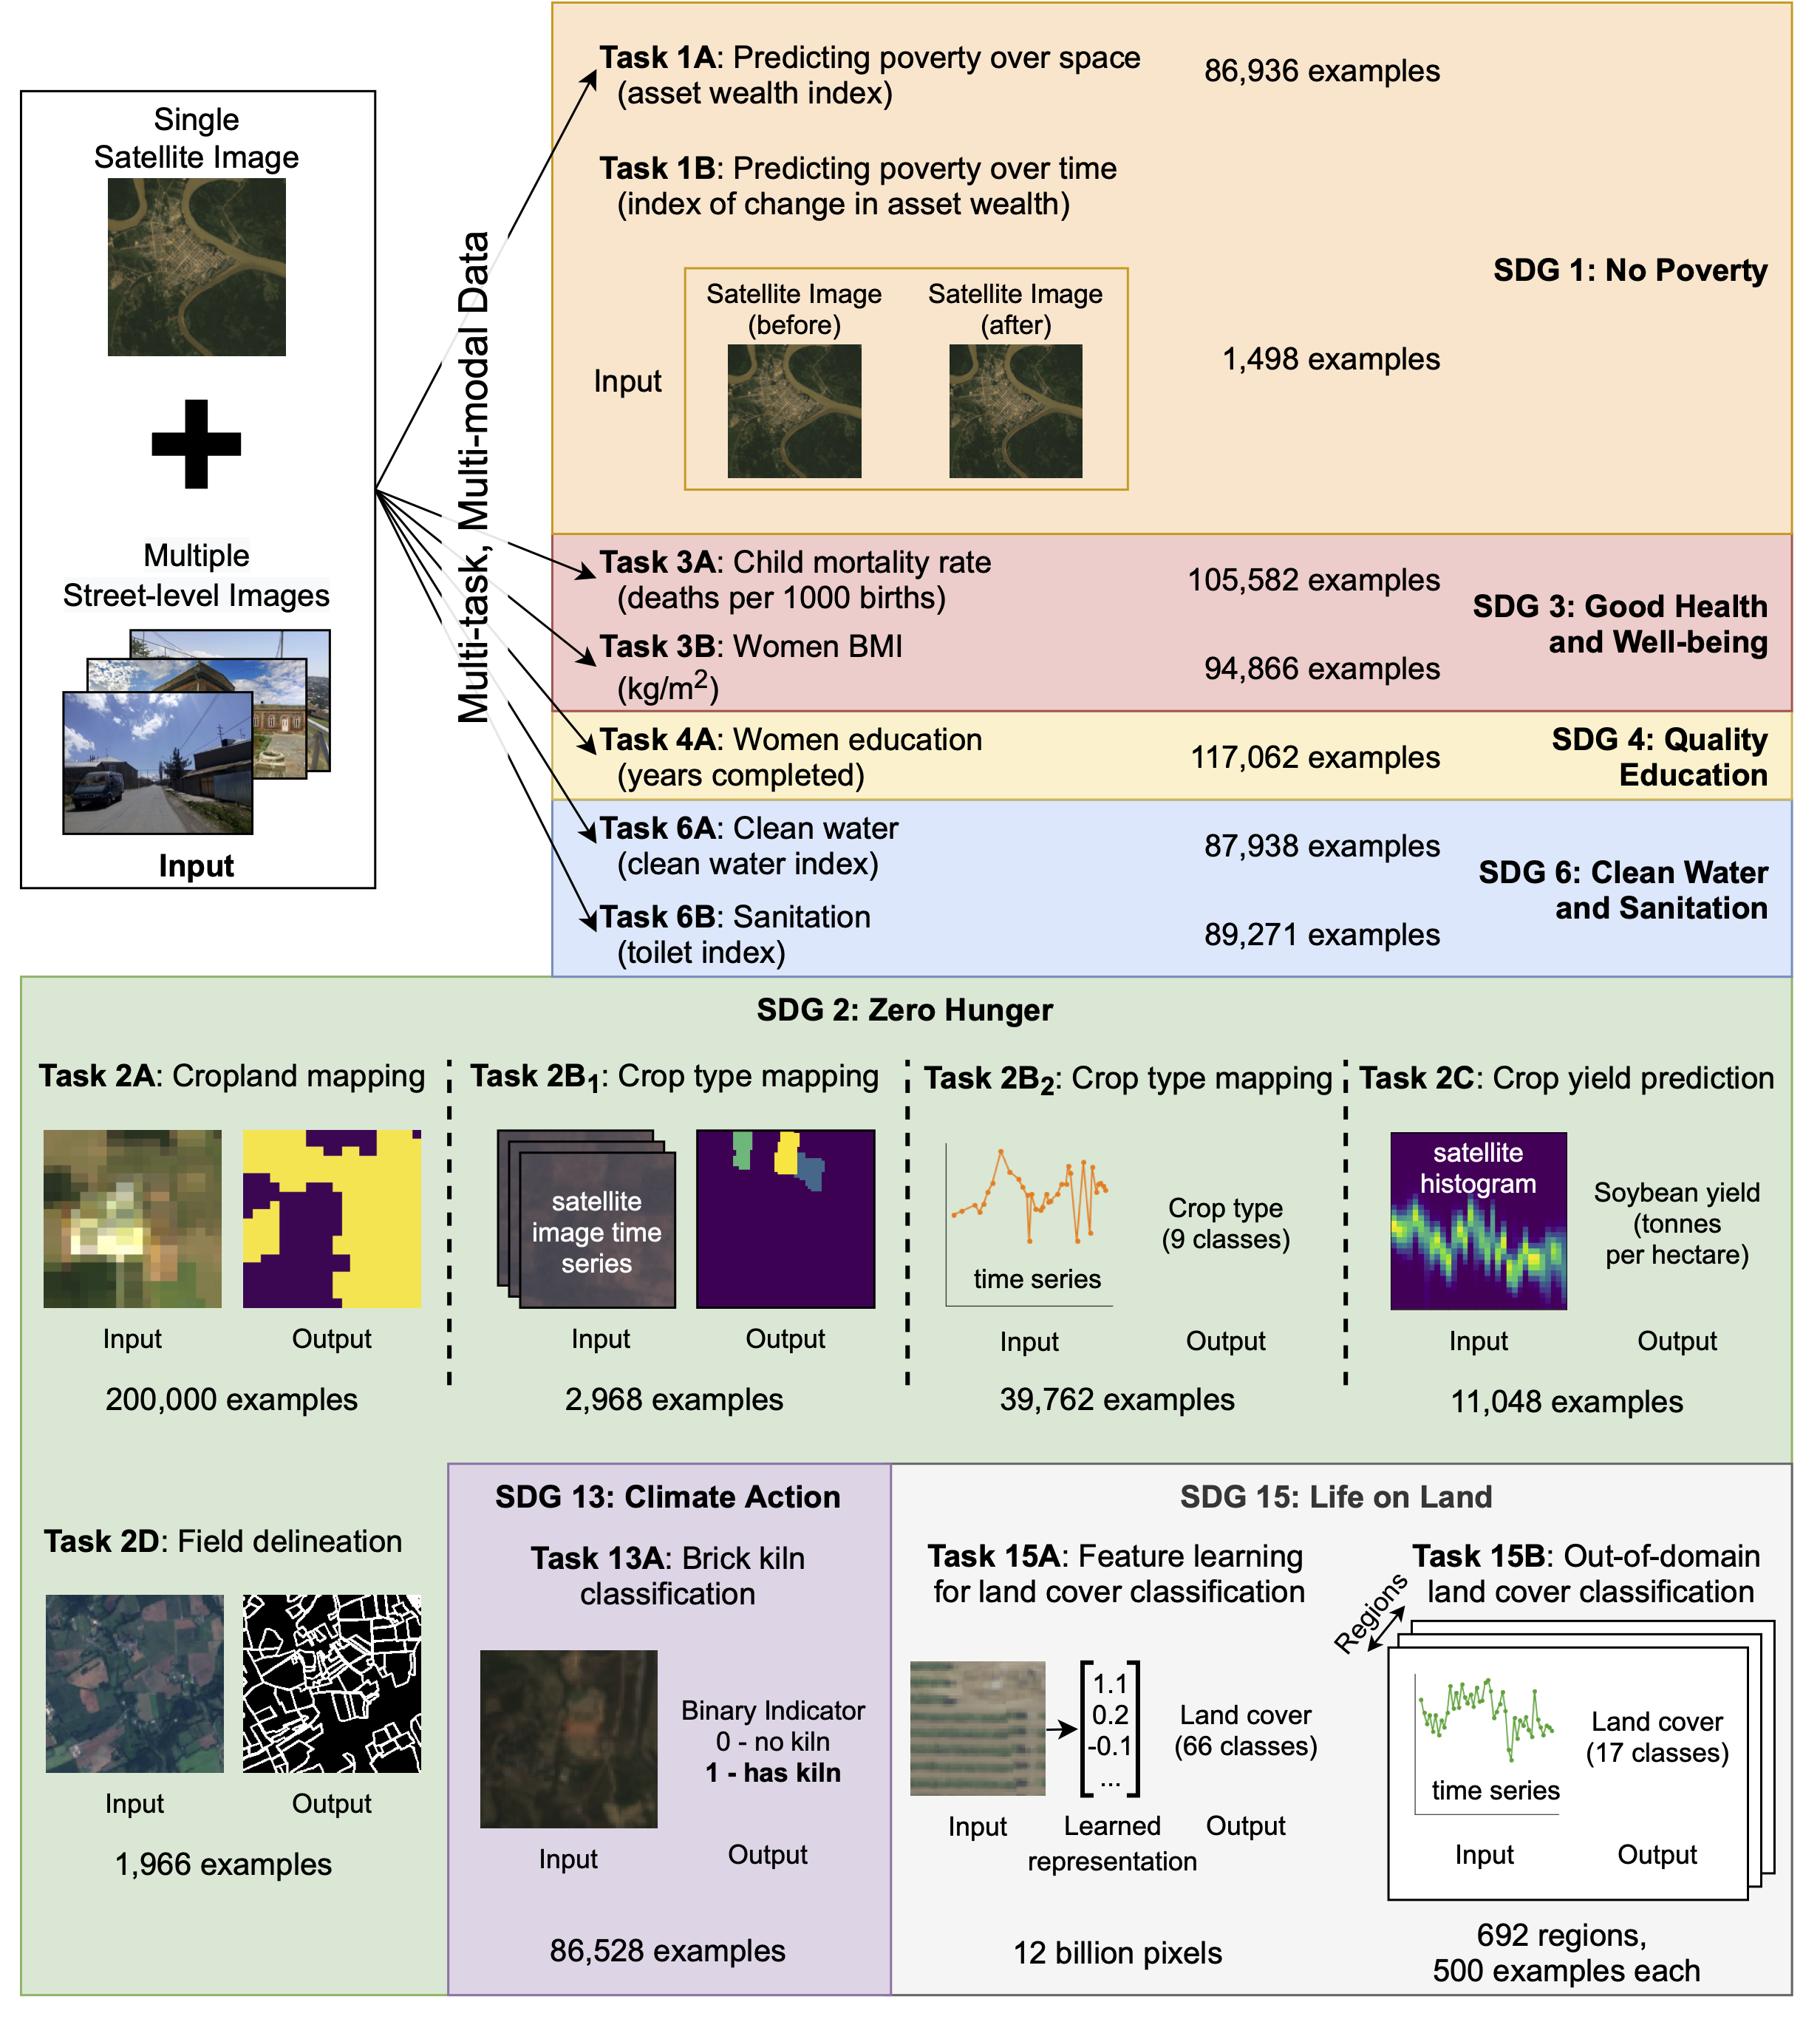 Single
Satellite Image
Multiple
Street-level Images
Input
Multi-task, Multi-modal Data
Task 1A: Predicting poverty over space
(asset wealth index)
86,936 examples
Task 1B: Predicting poverty over time
(index of change in asset wealth)
Input
Satellite Image
(before)
Satellite Image
(after)
1,498 examples
SDG 1: No Poverty
Task 3A: Child mortality rate
(deaths per 1000 births)
105,582 examples
Task 3B: Women BMI
(kg/m²)
94,866 examples
SDG 3: Good Health
and Well-being
Task 4A: Women education
(years completed)
117,062 examples
SDG 4: Quality
Education
Task 6A: Clean water
(clean water index)
87,938 examples
Task 6B: Sanitation
(toilet index)
89,271 examples
SDG 6: Clean Water
and Sanitation
SDG 2: Zero Hunger
Task 2A: Cropland mapping
Input
Output
200,000 examples
Task 2B₁: Crop type mapping
satellite
image time
series
Input
Output
2,968 examples
Task 2B₂: Crop type mapping
time series
Crop type
(9 classes)
Input
Output
39,762 examples
Task 2C: Crop yield prediction
satellite
histogram
Soybean yield
(tonnes
per hectare)
Input
Output
11,048 examples
Task 2D: Field delineation
Input
Output
1,966 examples
SDG 13: Climate Action
Task 13A: Brick kiln
classification
Binary Indicator
0 - no kiln
1 - has kiln
Input
Output
86,528 examples
SDG 15: Life on Land
Task 15A: Feature learning
for land cover classification
1.1
0.2
-0.1
...
Land cover
(66 classes)
Input
Learned
representation
Output
12 billion pixels
Task 15B: Out-of-domain
land cover classification
Regions
time series
Land cover
(17 classes)
Input
Output
692 regions,
500 examples each